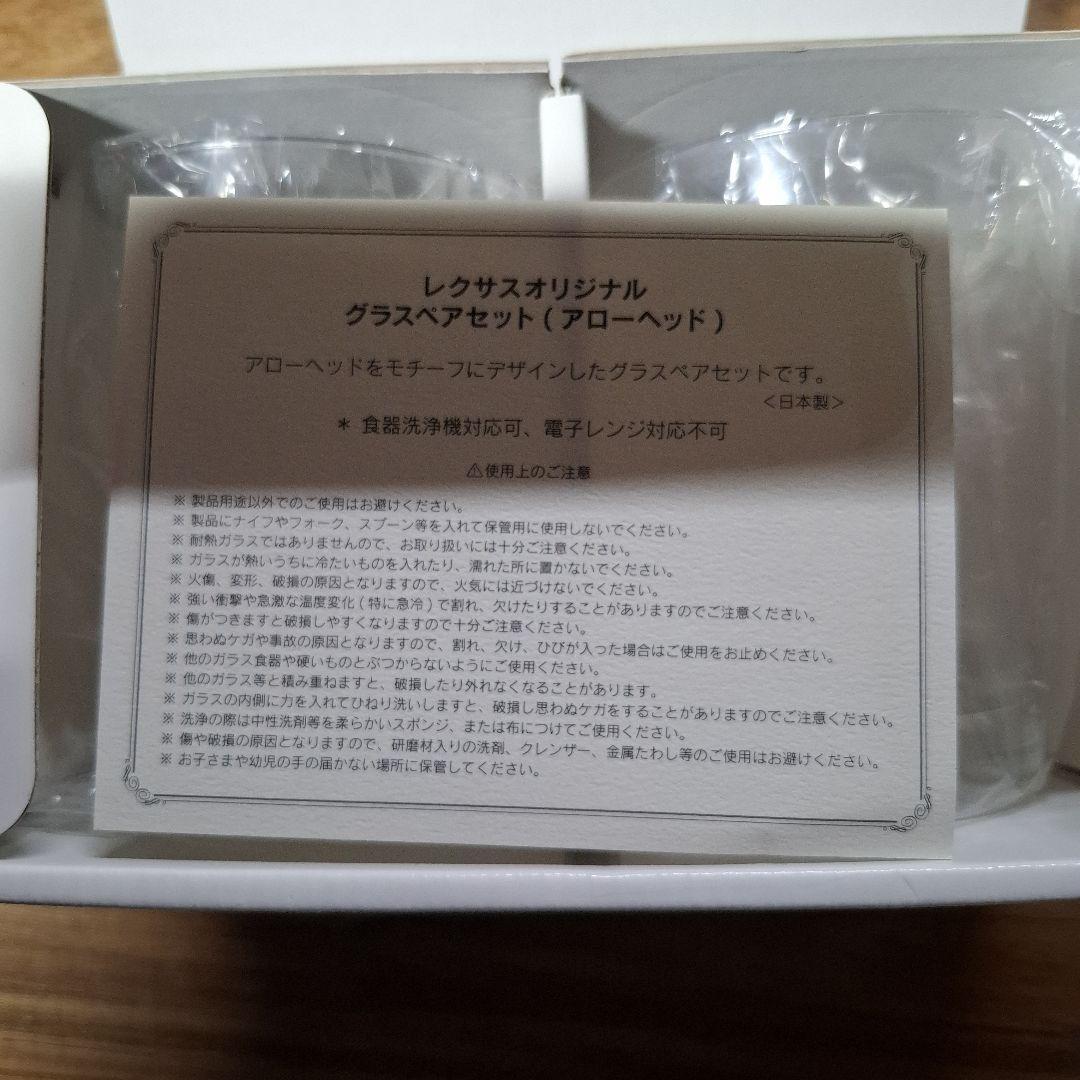 レクサスオリジナル
グラスペアセット(アローヘッド)
アローヘッドをモチーフにデザインしたグラスペアセットです。
＜日本製＞
＊ 食器洗浄機対応可、電子レンジ対応不可
⚠使用上のご注意
※ 製品用途以外でのご使用はお避けください。
※ 製品にナイフやフォーク、スプーン等を入れて保管用に使用しないでください。
※ 耐熱ガラスではありませんので、お取り扱いには十分ご注意ください。
※ ガラスが熱いうちに冷たいものを入れたり、濡れた所に置かないでください。
※ 火傷、変形、破損の原因となりますので、火気には近づけないでください。
※ 強い衝撃や急激な温度変化(特に急冷)で割れ、欠けたりすることがありますのでご注意ください。
※ 傷がつきますと破損しやすくなりますので十分ご注意ください。
※ 思わぬケガや事故の原因となりますので、割れ、欠け、ひびが入った場合はご使用をお止めください。
※ 他のガラス食器や硬いものとぶつからないようにご使用ください。
※ 他のガラス等と積み重ねますと、破損したり外れなくなることがあります。
※ ガラスの内側に力を入れてひねり洗いしますと、破損し思わぬケガをすることがありますのでご注意ください。
※ 洗浄の際は中性洗剤等を柔らかいスポンジ、または布につけてご使用ください。
※ 傷や破損の原因となりますので、研磨材入りの洗剤、クレンザー、金属たわし等のご使用はお避けください。
※ お子さまや幼児の手の届かない場所に保管してください。